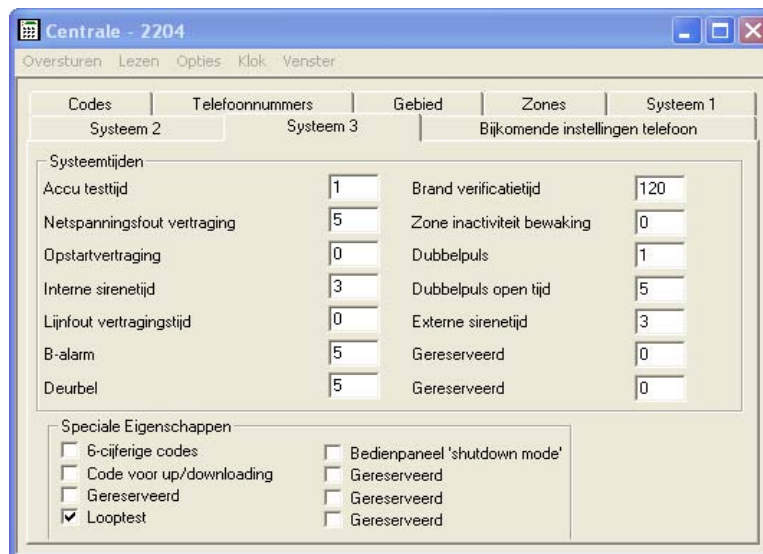 Centrale - 2204
Oversturen Lezen Opties Klok Venster
Codes Telefoonnummers Gebied Zones Systeem 1
Systeem 2 Systeem 3 Bijkomende instellingen telefoon
Systeemtijden
Accu testtijd 1 Brand verificatietijd 120
Netspanningsfout vertraging 5 Zone inactiviteit bewaking 0
Opstartvertraging 0 Dubbelpuls 1
Interne sirenetijd 3 Dubbelpuls open tijd 5
Lijnfout vertragingstijd 0 Externe sirenetijd 3
B-alarm 5 Gereserveerd 0
Deurbel 5 Gereserveerd 0
Speciale Eigenschappen
6-cijferige codes Bedienpaneel 'shutdown mode'
Code voor up/downloading Gereserveerd
Gereserveerd Gereserveerd
Looptest Gereserveerd